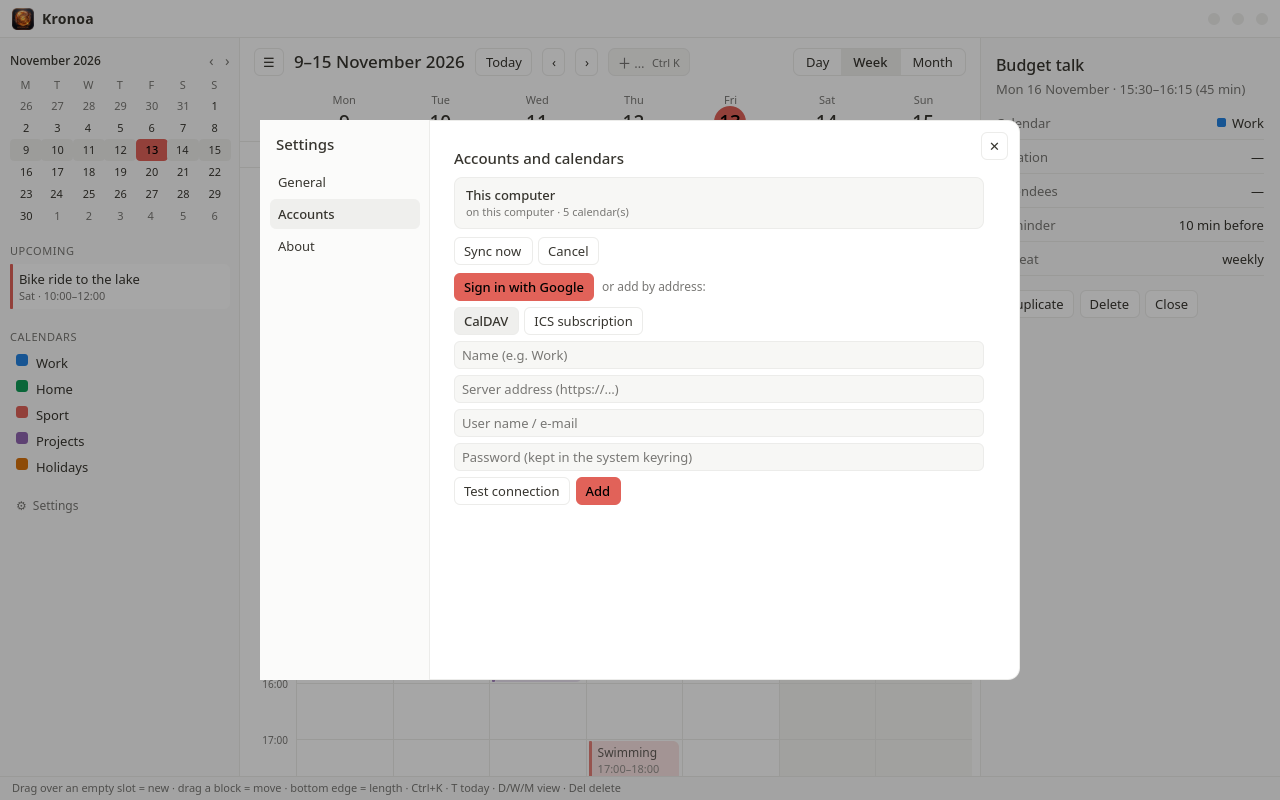 Kronoa
November 2026 ‹ ›
M T W T F S S
26 27 28 29 30 31 1
2 3 4 5 6 7 8
9 10 11 12 13 14 15
16 17 18 19 20 21 22
23 24 25 26 27 28 29
30 1 2 3 4 5 6
UPCOMING
Bike ride to the lake
Sat · 10:00–12:00
CALENDARS
Work
Home
Sport
Projects
Holidays
⚙ Settings
☰ 9–15 November 2026 Today ‹ › + ... Ctrl K Day Week Month
Mon Tue Wed Thu Fri Sat Sun
9 10 11 12 13 14 15
Settings
General
Accounts
About
✕
Accounts and calendars
This computer
on this computer · 5 calendar(s)
Sync now Cancel
Sign in with Google or add by address:
CalDAV ICS subscription
Name (e.g. Work)
Server address (https://...)
User name / e-mail
Password (kept in the system keyring)
Test connection Add
16:00
17:00
Swimming
17:00–18:00
Budget talk
Mon 16 November · 15:30–16:15 (45 min)
Work
—
—
10 min before
weekly
Delete Close
Drag over an empty slot = new · drag a block = move · bottom edge = length · Ctrl+K · T today · D/W/M view · Del delete